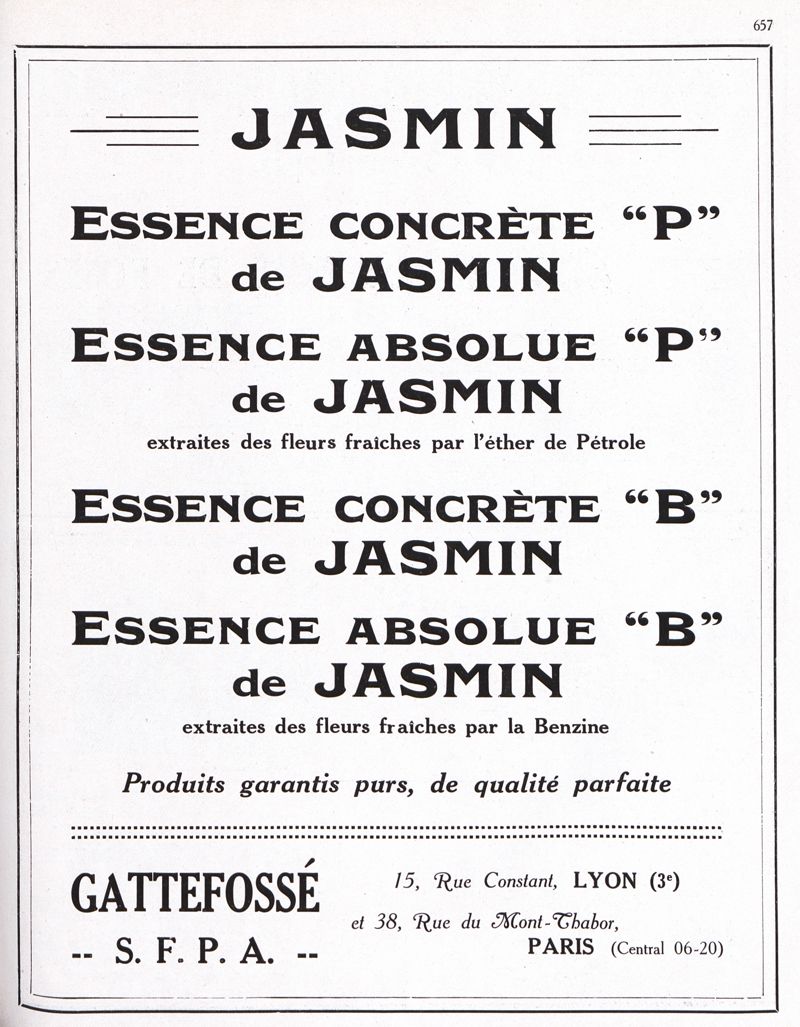 657
JASMIN
ESSENCE CONCRÈTE “P”
de JASMIN
ESSENCE ABSOLUE “P”
de JASMIN
extraites des fleurs fraîches par l’éther de Pétrole
ESSENCE CONCRÈTE “B”
de JASMIN
ESSENCE ABSOLUE “B”
de JASMIN
extraites des fleurs fraîches par la Benzine
Produits garantis purs, de qualité parfaite
GATTEFOSSÉ
-- S. F. P. A. --
15, Rue Constant, LYON (3e)
et 38, Rue du Mont-Thabor,
PARIS (Central 06-20)